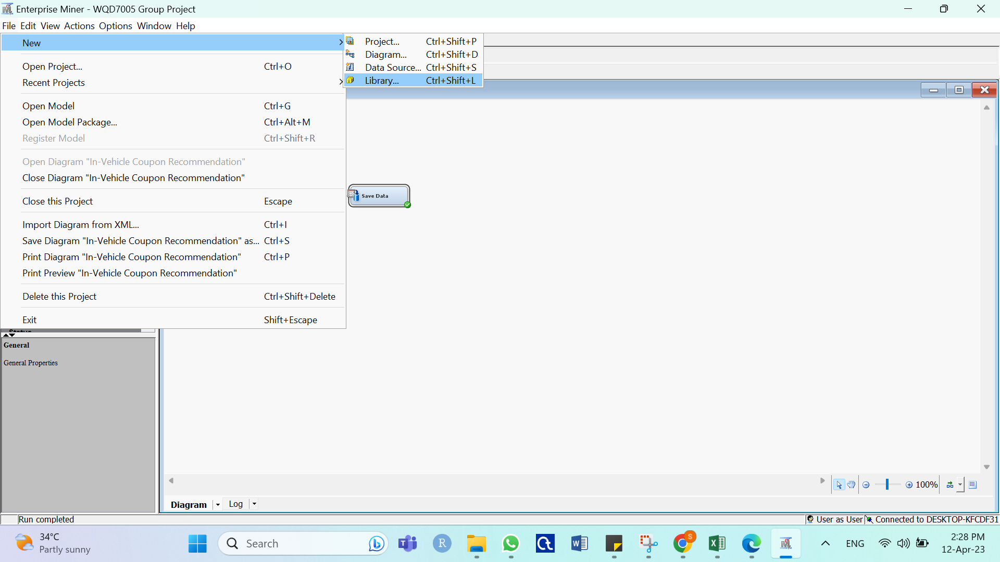 Enterprise Miner - WQD7005 Group Project
File Edit View Actions Options Window Help
New
Project... Ctrl+Shift+P
Diagram... Ctrl+Shift+D
Data Source... Ctrl+Shift+S
Library... Ctrl+Shift+L
Open Project... Ctrl+O
Recent Projects
Open Model Ctrl+G
Open Model Package... Ctrl+Alt+M
Register Model Ctrl+Shift+R
Open Diagram "In-Vehicle Coupon Recommendation"
Close Diagram "In-Vehicle Coupon Recommendation"
Close this Project Escape
Import Diagram from XML... Ctrl+I
Save Diagram "In-Vehicle Coupon Recommendation" as... Ctrl+S
Print Diagram "In-Vehicle Coupon Recommendation" Ctrl+P
Print Preview "In-Vehicle Coupon Recommendation"
Delete this Project Ctrl+Shift+Delete
Exit Shift+Escape
Save Data
Status
General
General Properties
100%
Diagram Log
Run completed
User as User Connected to DESKTOP-KFCDF31
34°C
Partly sunny
Search
ENG
2:28 PM
12-Apr-23